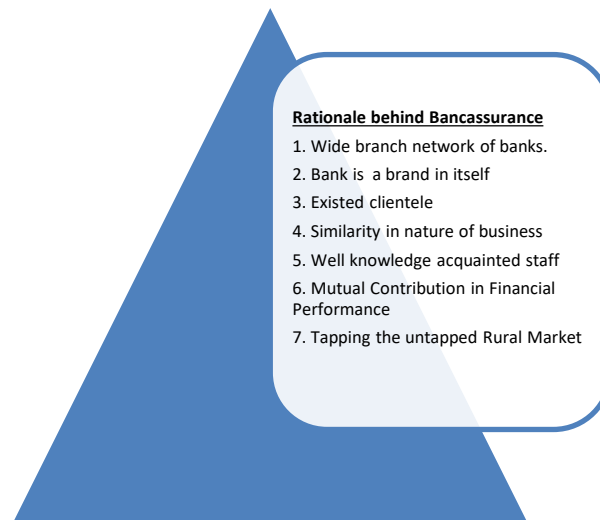 Rationale behind Bancassurance
1. Wide branch network of banks.
2. Bank is a brand in itself
3. Existed clientele
4. Similarity in nature of business
5. Well knowledge acquainted staff
6. Mutual Contribution in Financial
Performance
7. Tapping the untapped Rural Market